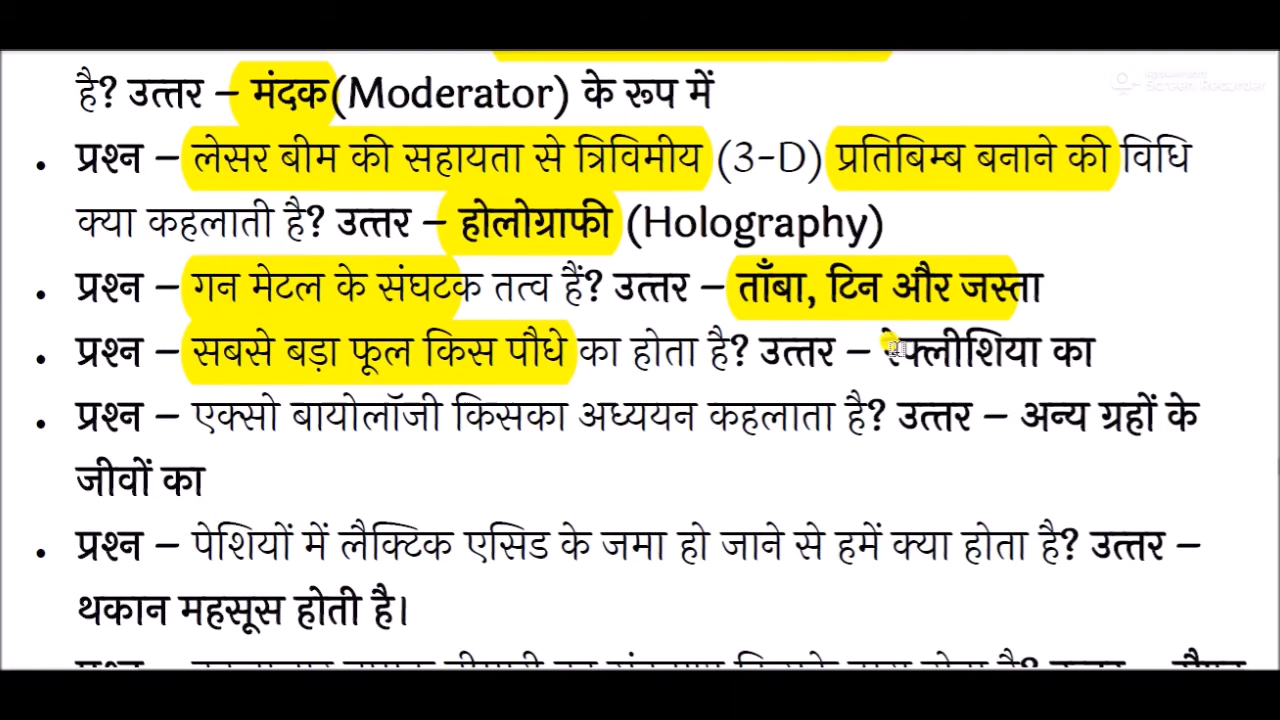 है? उत्तर – मंदक(Moderator) के रूप में
Screen Recorder
• प्रश्न – लेसर बीम की सहायता से त्रिविमीय (3-D) प्रतिबिम्ब बनाने की विधि
क्या कहलाती है? उत्तर – होलोग्राफी (Holography)
• प्रश्न – गन मेटल के संघटक तत्व हैं? उत्तर – ताँबा, टिन और जस्ता
• प्रश्न – सबसे बड़ा फूल किस पौधे का होता है? उत्तर – रेफ्लीशिया का
• प्रश्न – एक्सो बायोलॉजी किसका अध्ययन कहलाता है? उत्तर – अन्य ग्रहों के
जीवों का
• प्रश्न – पेशियों में लैक्टिक एसिड के जमा हो जाने से हमें क्या होता है? उत्तर –
थकान महसूस होती है।